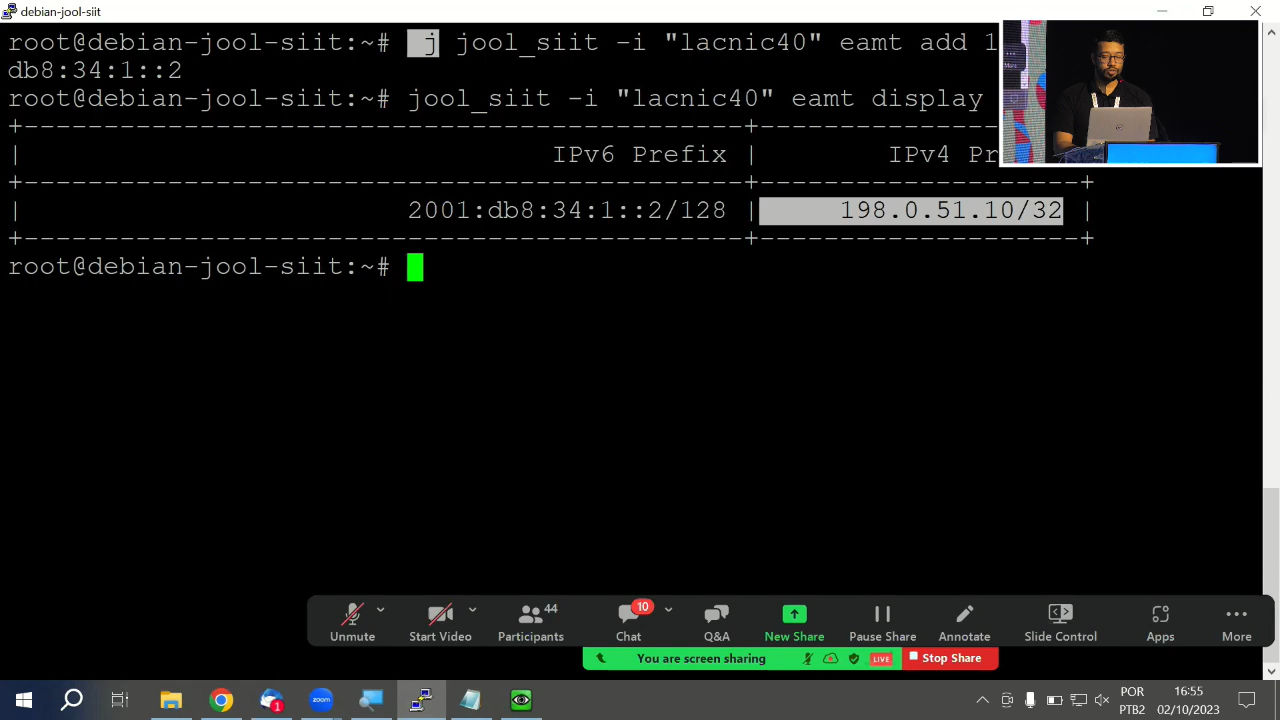 debian-jool-siit
root@debian-jool-siit:~# jool_siit -i "lacnic40" eamt add 1
db8:34:1::2
root@debian-jool-siit:~# jool_siit -i "lacnic40" eamt display
+---------------------------------------------+--------------------
| IPv6 Prefix | IPv4 Pr
+---------------------------------------------+--------------------+
| 2001:db8:34:1::2/128 | 198.0.51.10/32 |
+---------------------------------------------+--------------------+
root@debian-jool-siit:~#
44
10
Unmute Start Video Participants Chat Q&A New Share Pause Share Annotate Slide Control Apps More
You are screen sharing LIVE Stop Share
zoom
1
POR 16:55
PTB2 02/10/2023